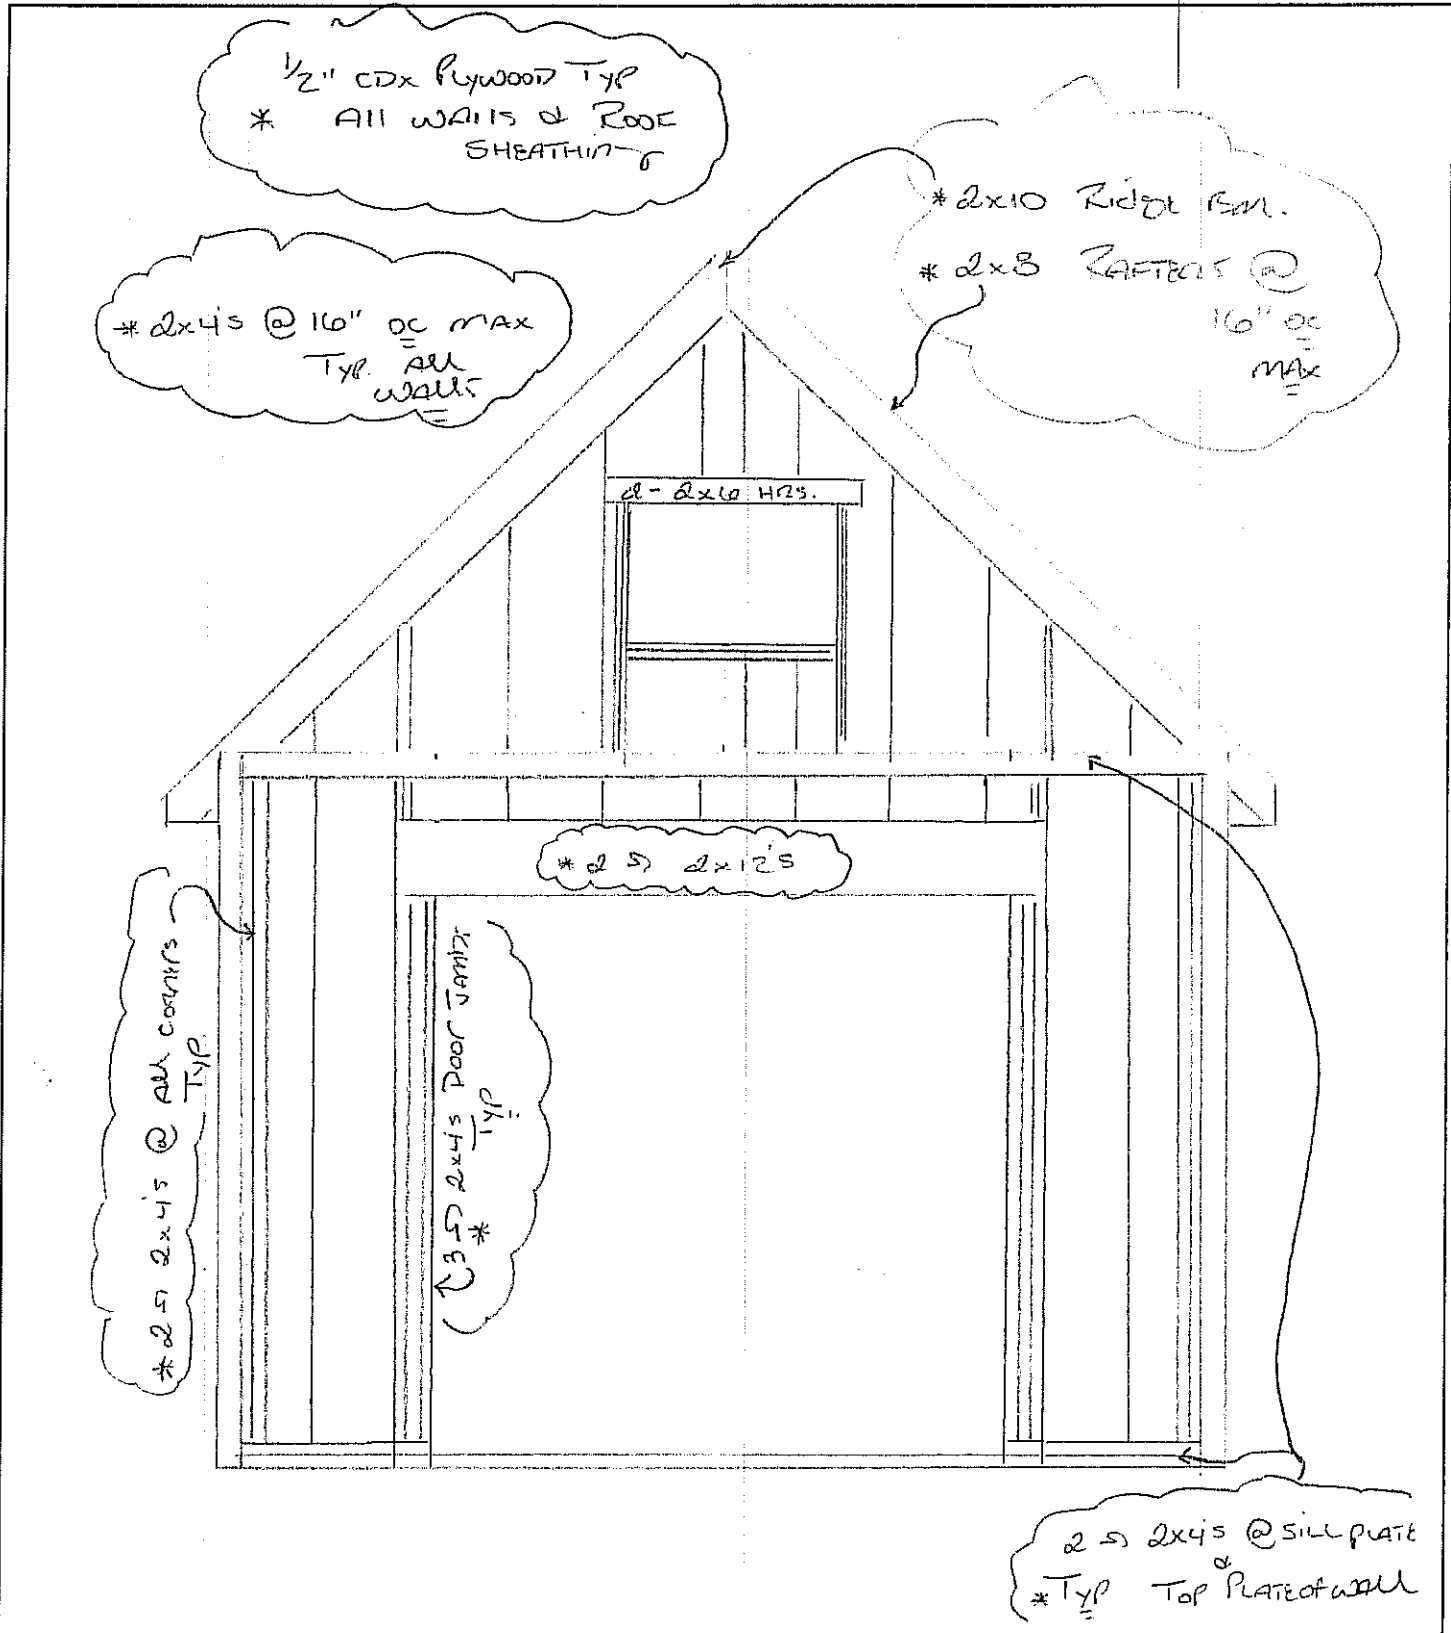 1/2" CDX PLYWOOD TYP
* All WAlls & ROOF
SHEATHING
* 2x10 Ridge BM.
* 2x8 RAFTERS @
16" OC
MAX
* 2x4's @ 16" OC MAX
TYP. All
WALLS
2 - 2x6 HRS.
* 2 2x12's
* 2 2x4's @ All CORNERS
TYP.
3 2x4's DOOR JAMB.
* TYP
2 2x4's @ SILL PLATE
&
* TYP TOP PLATE OF WALL